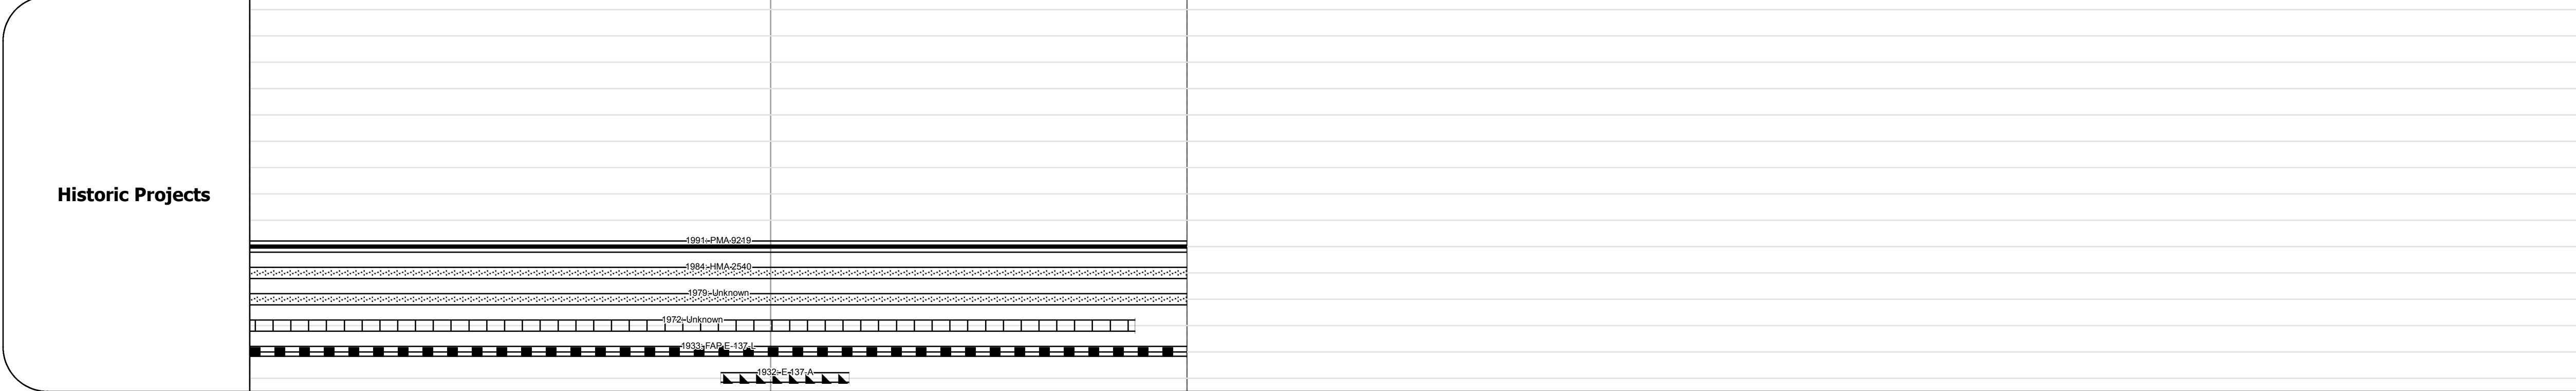 Historic Projects
1991: PMA 9219
1984: HMA-2540
1979: Unknown
1972: Unknown
1933: FAP E-137-L
1932: E-137-A